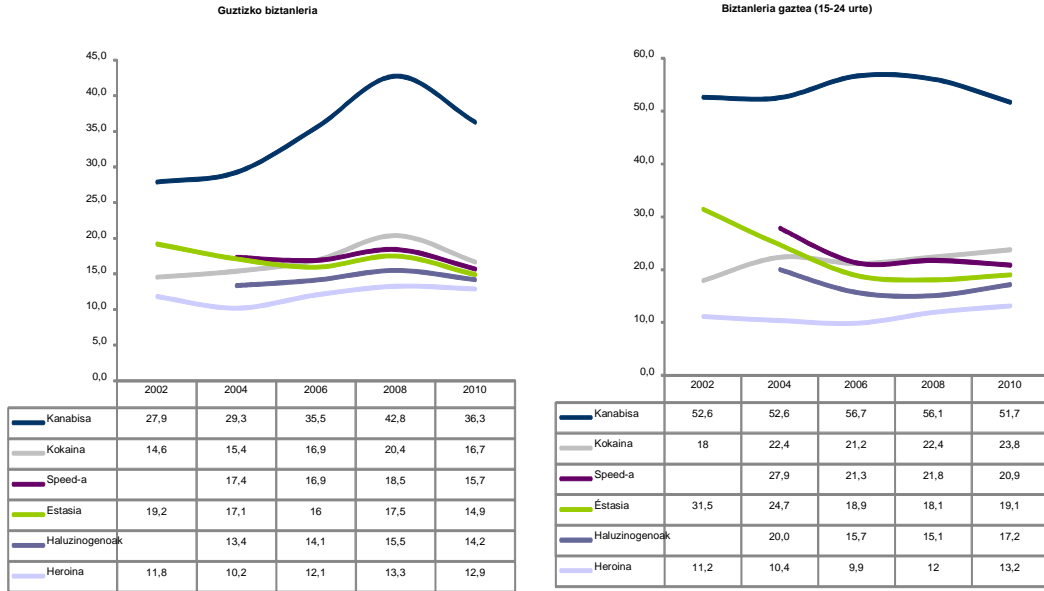 Guztizko biztanleria
45,0
40,0
35,0
30,0
25,0
20,0
15,0
10,0
5,0
0,0
2002 2004 2006 2008 2010
Kanabisa 27,9 29,3 35,5 42,8 36,3
Kokaina 14,6 15,4 16,9 20,4 16,7
Speed-a 17,4 16,9 18,5 15,7
Estasia 19,2 17,1 16 17,5 14,9
Haluzinogenoak 13,4 14,1 15,5 14,2
Heroina 11,8 10,2 12,1 13,3 12,9
Biztanleria gaztea (15-24 urte)
60,0
50,0
40,0
30,0
20,0
10,0
0,0
2002 2004 2006 2008 2010
Kanabisa 52,6 52,6 56,7 56,1 51,7
Kokaina 18 22,4 21,2 22,4 23,8
Speed-a 27,9 21,3 21,8 20,9
Éstasia 31,5 24,7 18,9 18,1 19,1
Haluzinogenoak 20,0 15,7 15,1 17,2
Heroina 11,2 10,4 9,9 12 13,2